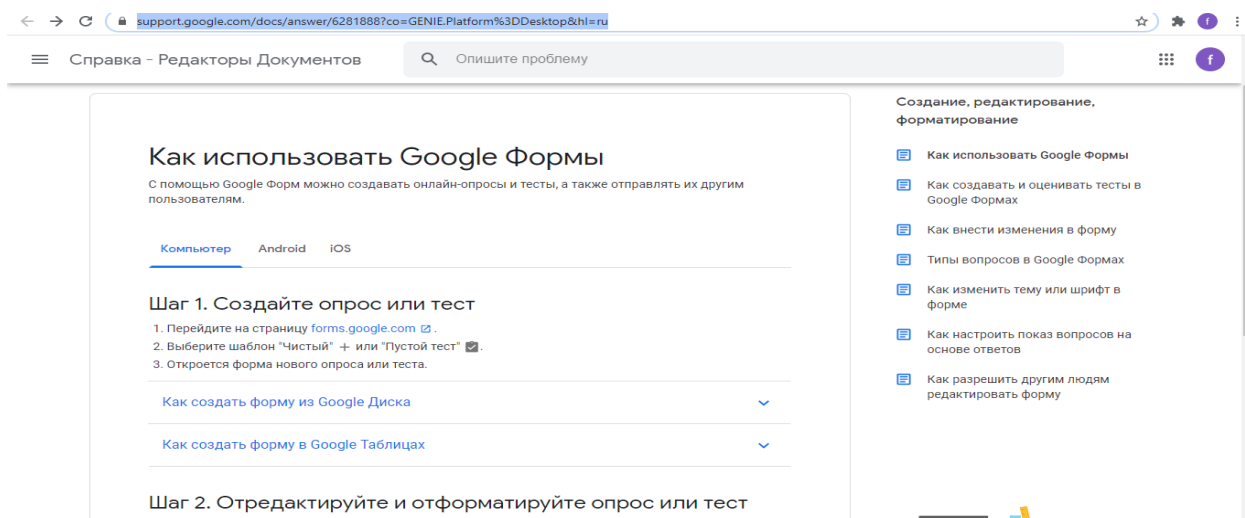 support.google.com/docs/answer/6281888?co=GENIE.Platform%3DDesktop&hl=ru
f
Справка - Редакторы Документов
Опишите проблему
f
Как использовать Google Формы
С помощью Google Форм можно создавать онлайн-опросы и тесты, а также отправлять их другим
пользователям.
Компьютер Android iOS
Шаг 1. Создайте опрос или тест
1. Перейдите на страницу forms.google.com.
2. Выберите шаблон "Чистый" + или "Пустой тест".
3. Откроется форма нового опроса или теста.
Как создать форму из Google Диска
Как создать форму в Google Таблицах
Шаг 2. Отредактируйте и отформатируйте опрос или тест
Создание, редактирование,
форматирование
Как использовать Google Формы
Как создавать и оценивать тесты в
Google Формах
Как внести изменения в форму
Типы вопросов в Google Формах
Как изменить тему или шрифт в
форме
Как настроить показ вопросов на
основе ответов
Как разрешить другим людям
редактировать форму